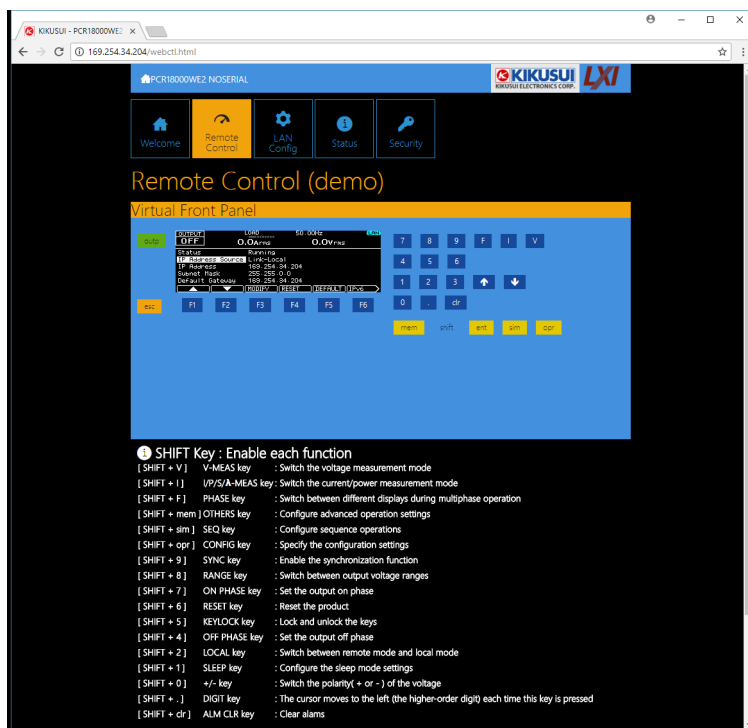 KIKUSUI - PCR18000WE2
169.254.34.204/webctl.html
PCR18000WE2 NOSERIAL
KIKUSUI LXI
KIKUSUI ELECTRONICS CORP.
Welcome
Remote Control
LAN Config
Status
Security
Remote Control (demo)
Virtual Front Panel
outp
OUTPUT LOAD 50.00Hz LAN
OFF 0.0Arms 0.0Vrms
Status Running
IP Address Source Link-Local
IP Address 169.254.34.204
Subnet Mask 255.255.0.0
Default Gateway 169.254.34.204
MODIFY RESET DEFAULT IPv6
esc F1 F2 F3 F4 F5 F6
7 8 9 F I V
4 5 6
1 2 3
0 . clr
mem shift ent sim opr
SHIFT Key : Enable each function
[ SHIFT + V ] V-MEAS key : Switch the voltage measurement mode
[ SHIFT + I ] I/P/S/A-MEAS key : Switch the current/power measurement mode
[ SHIFT + F ] PHASE key : Switch between different displays during multiphase operation
[ SHIFT + mem ] OTHERS key : Configure advanced operation settings
[ SHIFT + sim ] SEQ key : Configure sequence operations
[ SHIFT + opr ] CONFIG key : Specify the configuration settings
[ SHIFT + 9 ] SYNC key : Enable the synchronization function
[ SHIFT + 8 ] RANGE key : Switch between output voltage ranges
[ SHIFT + 7 ] ON PHASE key : Set the output on phase
[ SHIFT + 6 ] RESET key : Reset the product
[ SHIFT + 5 ] KEYLOCK key : Lock and unlock the keys
[ SHIFT + 4 ] OFF PHASE key : Set the output off phase
[ SHIFT + 2 ] LOCAL key : Switch between remote mode and local mode
[ SHIFT + 1 ] SLEEP key : Configure the sleep mode settings
[ SHIFT + 0 ] +/- key : Switch the polarity( + or - ) of the voltage
[ SHIFT + . ] DIGIT key : The cursor moves to the left (the higher-order digit) each time this key is pressed
[ SHIFT + clr ] ALM CLR key : Clear alams